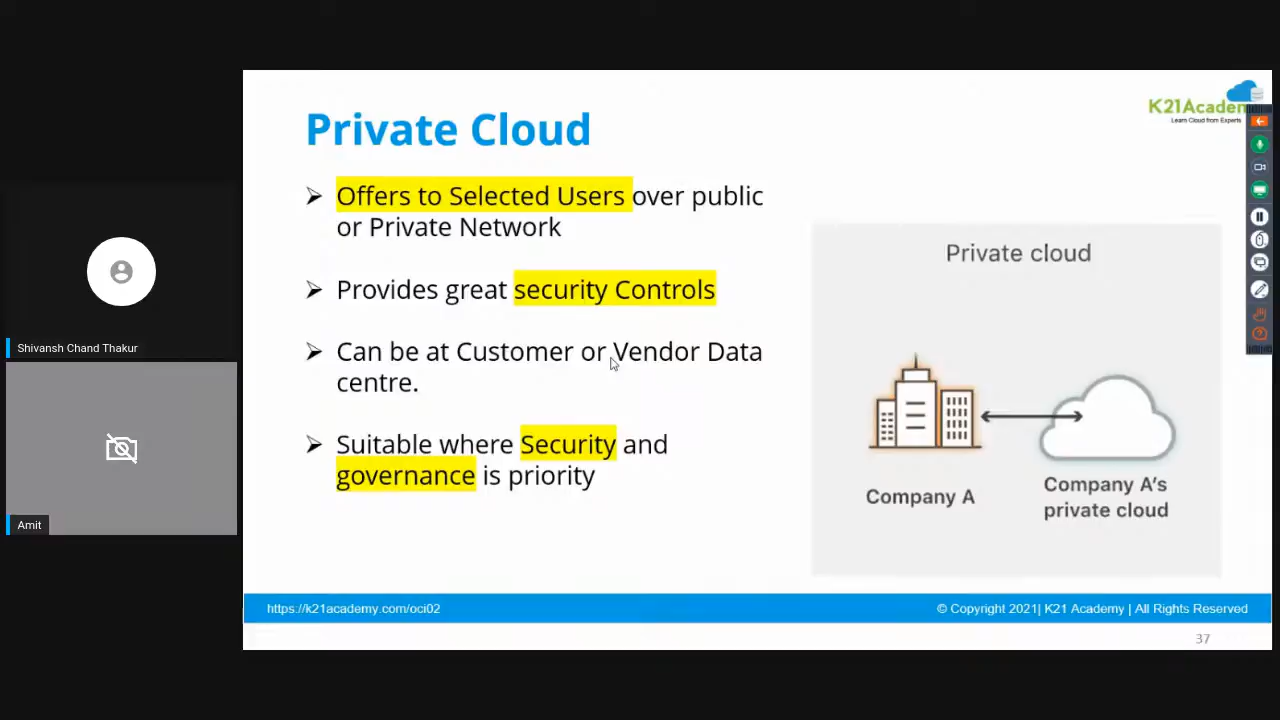 Private Cloud
K21Academ
Learn Cloud from Experts
➢ Offers to Selected Users over public
or Private Network
➢ Provides great security Controls
➢ Can be at Customer or Vendor Data
centre.
➢ Suitable where Security and
governance is priority
Private cloud
Company A
Company A's
private cloud
Shivansh Chand Thakur
Amit
https://k21academy.com/oci02
© Copyright 2021| K21 Academy | All Rights Reserved
37